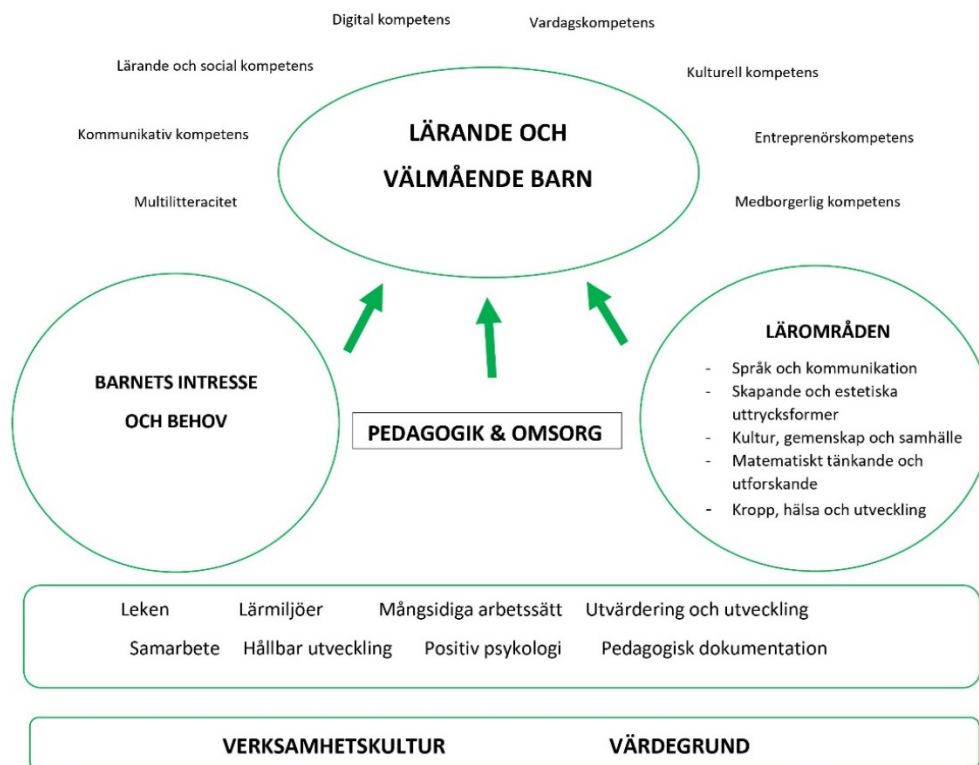 Digital kompetens
Vardagskompetens
Lärande och social kompetens
Kulturell kompetens
Kommunikativ kompetens
Entreprenörskompetens
Multilitteracitet
Medborgerlig kompetens
LÄRANDE OCH
VÄLMÅENDE BARN
BARNETS INTRESSE
OCH BEHOV
PEDAGOGIK & OMSORG
LÄROMRÅDEN
- Språk och kommunikation
- Skapande och estetiska
uttrycksformer
- Kultur, gemenskap och samhälle
- Matematiskt tänkande och
utforskande
- Kropp, hälsa och utveckling
Leken Lärmiljöer Mångsidiga arbetssätt Utvärdering och utveckling
Samarbete Hållbar utveckling Positiv psykologi Pedagogisk dokumentation
VERKSAMHETSKULTUR VÄRDEGRUND